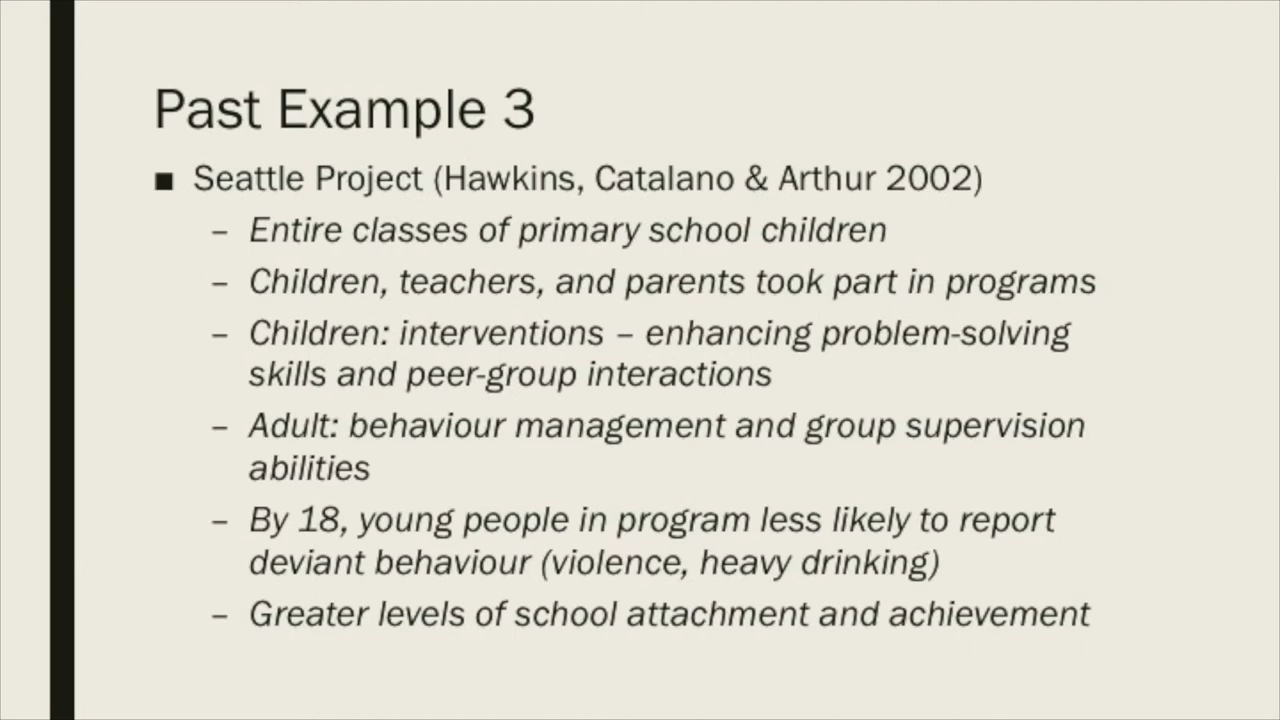 Past Example 3
■ Seattle Project (Hawkins, Catalano & Arthur 2002)
– Entire classes of primary school children
– Children, teachers, and parents took part in programs
– Children: interventions – enhancing problem-solving
skills and peer-group interactions
– Adult: behaviour management and group supervision
abilities
– By 18, young people in program less likely to report
deviant behaviour (violence, heavy drinking)
– Greater levels of school attachment and achievement